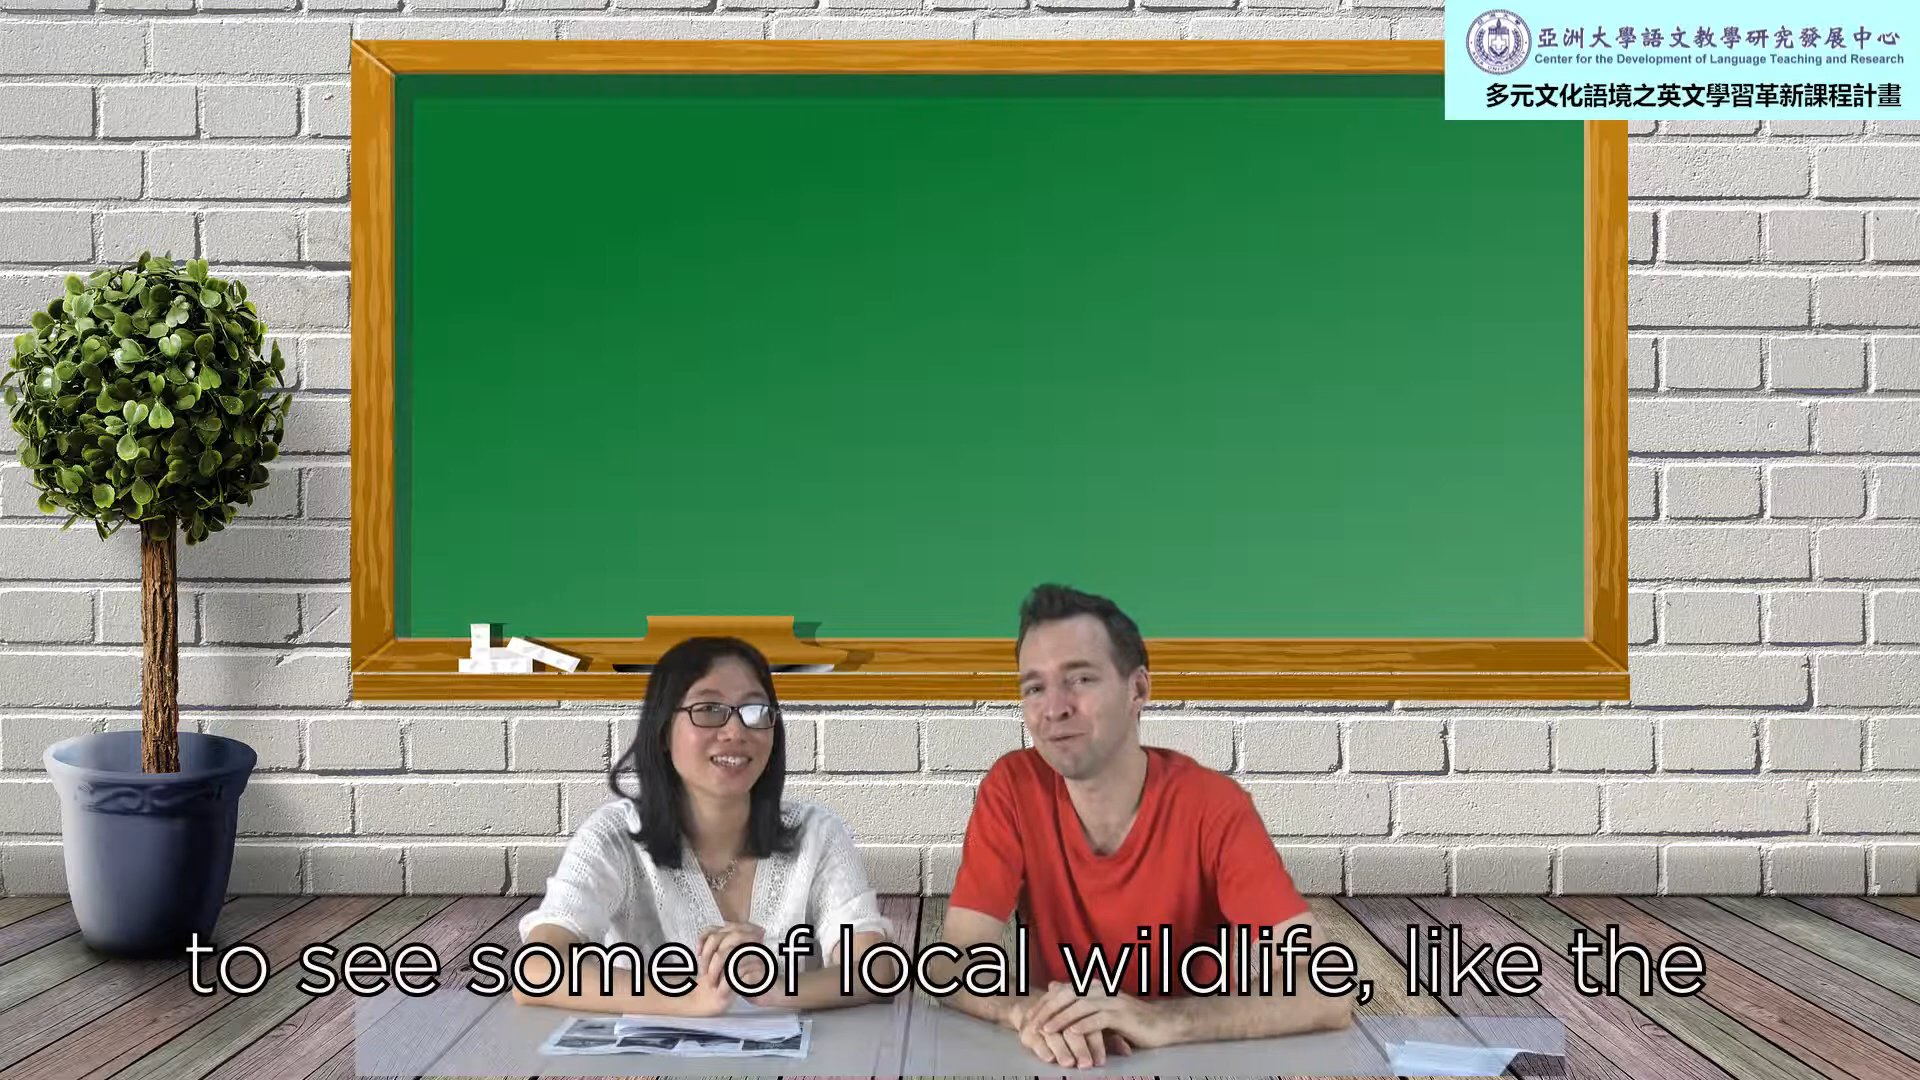 亞洲大學語文教學研究發展中心
Center for the Development of Language Teaching and Research
多元文化語境之英文學習革新課程計畫
to see some of local wildlife, like the